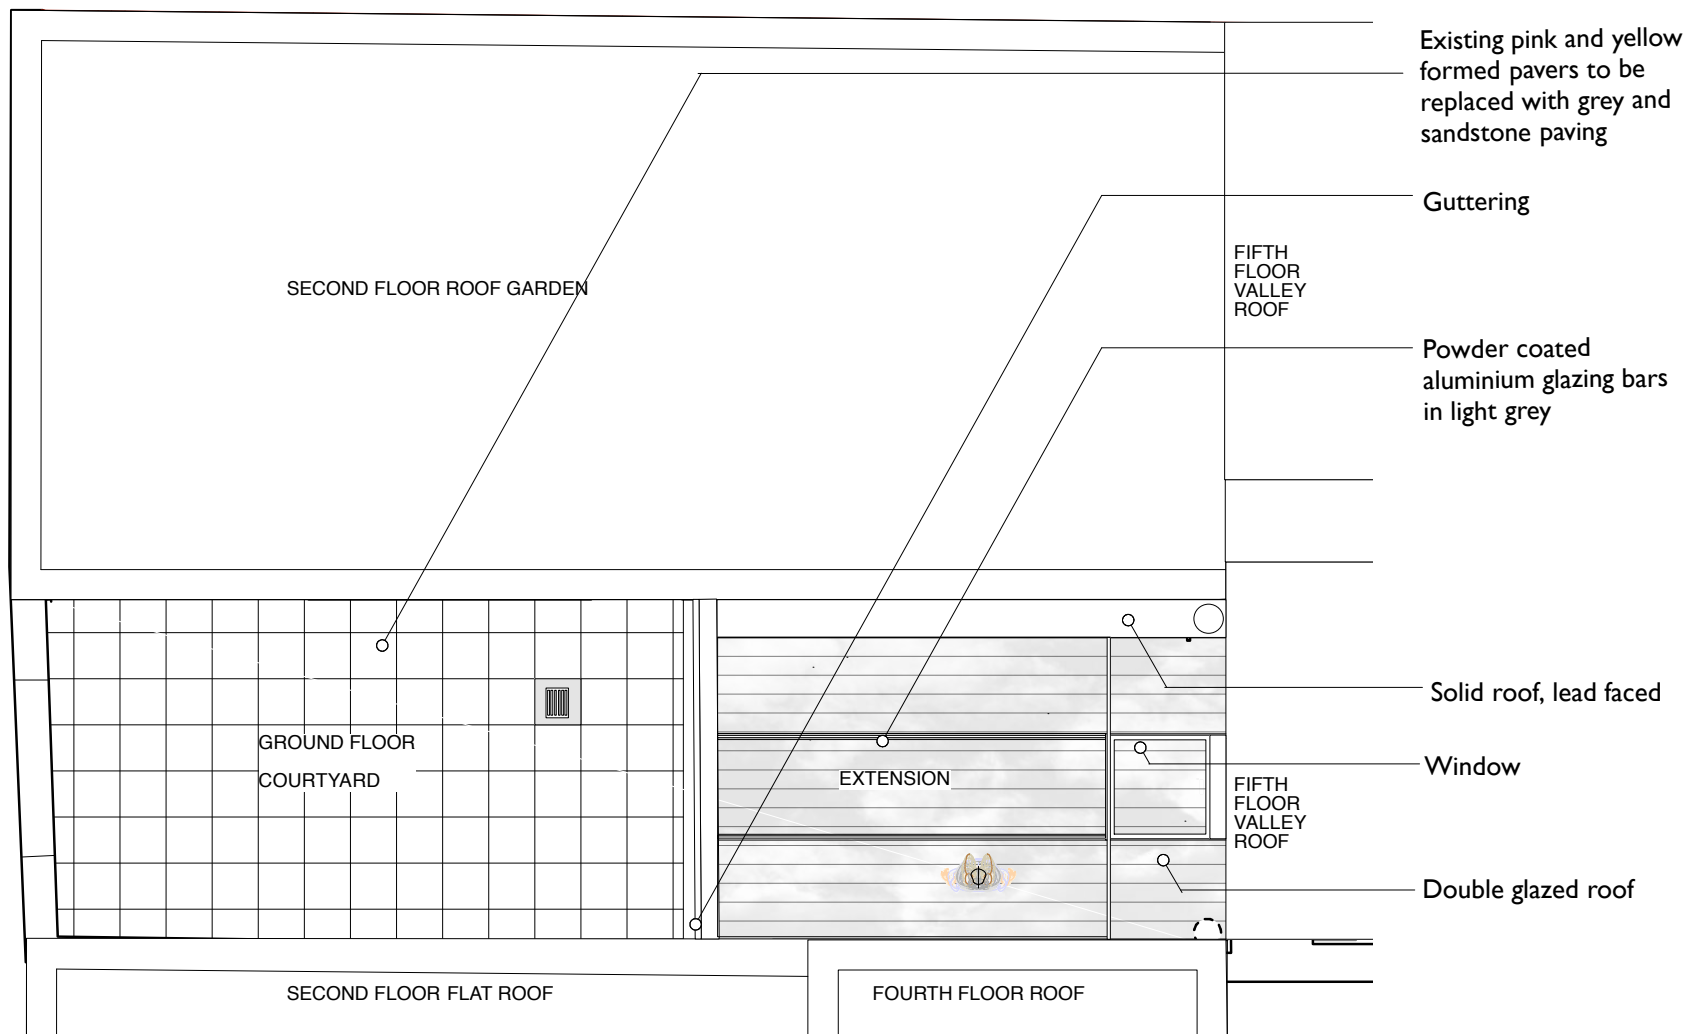 Existing pink and yellow
formed pavers to be
replaced with grey and
sandstone paving
Guttering
FIFTH
FLOOR
VALLEY
ROOF
SECOND FLOOR ROOF GARDEN
Powder coated
aluminium glazing bars
in light grey
Solid roof, lead faced
GROUND FLOOR
COURTYARD
EXTENSION
Window
FIFTH
FLOOR
VALLEY
ROOF
Double glazed roof
SECOND FLOOR FLAT ROOF
FOURTH FLOOR ROOF